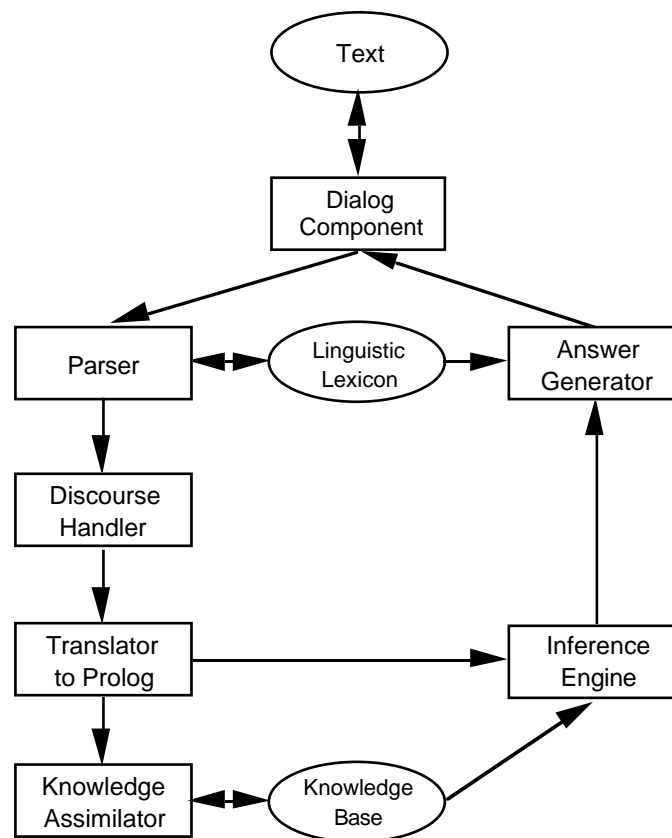 Text
Dialog
Component
Parser
Linguistic
Lexicon
Answer
Generator
Discourse
Handler
Translator
to Prolog
Inference
Engine
Knowledge
Assimilator
Knowledge
Base